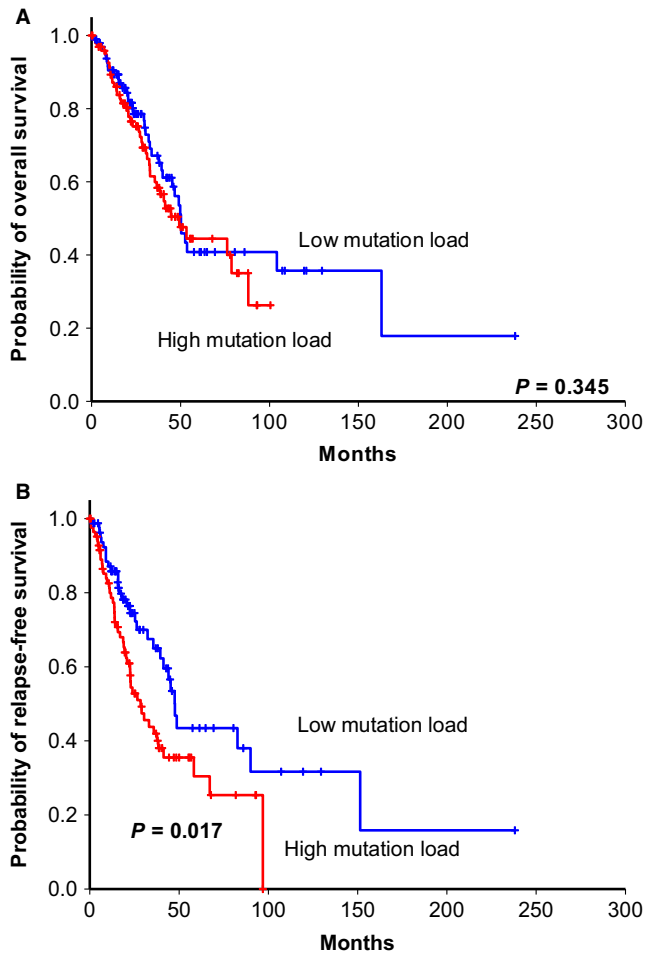 A
Probability of overall survival
1.0
0.8
0.6
0.4
0.2
0.0
Low mutation load
High mutation load
P = 0.345
0 50 100 150 200 250 300
Months
B
Probability of relapse-free survival
1.0
0.8
0.6
0.4
0.2
0.0
Low mutation load
P = 0.017
High mutation load
0 50 100 150 200 250 300
Months